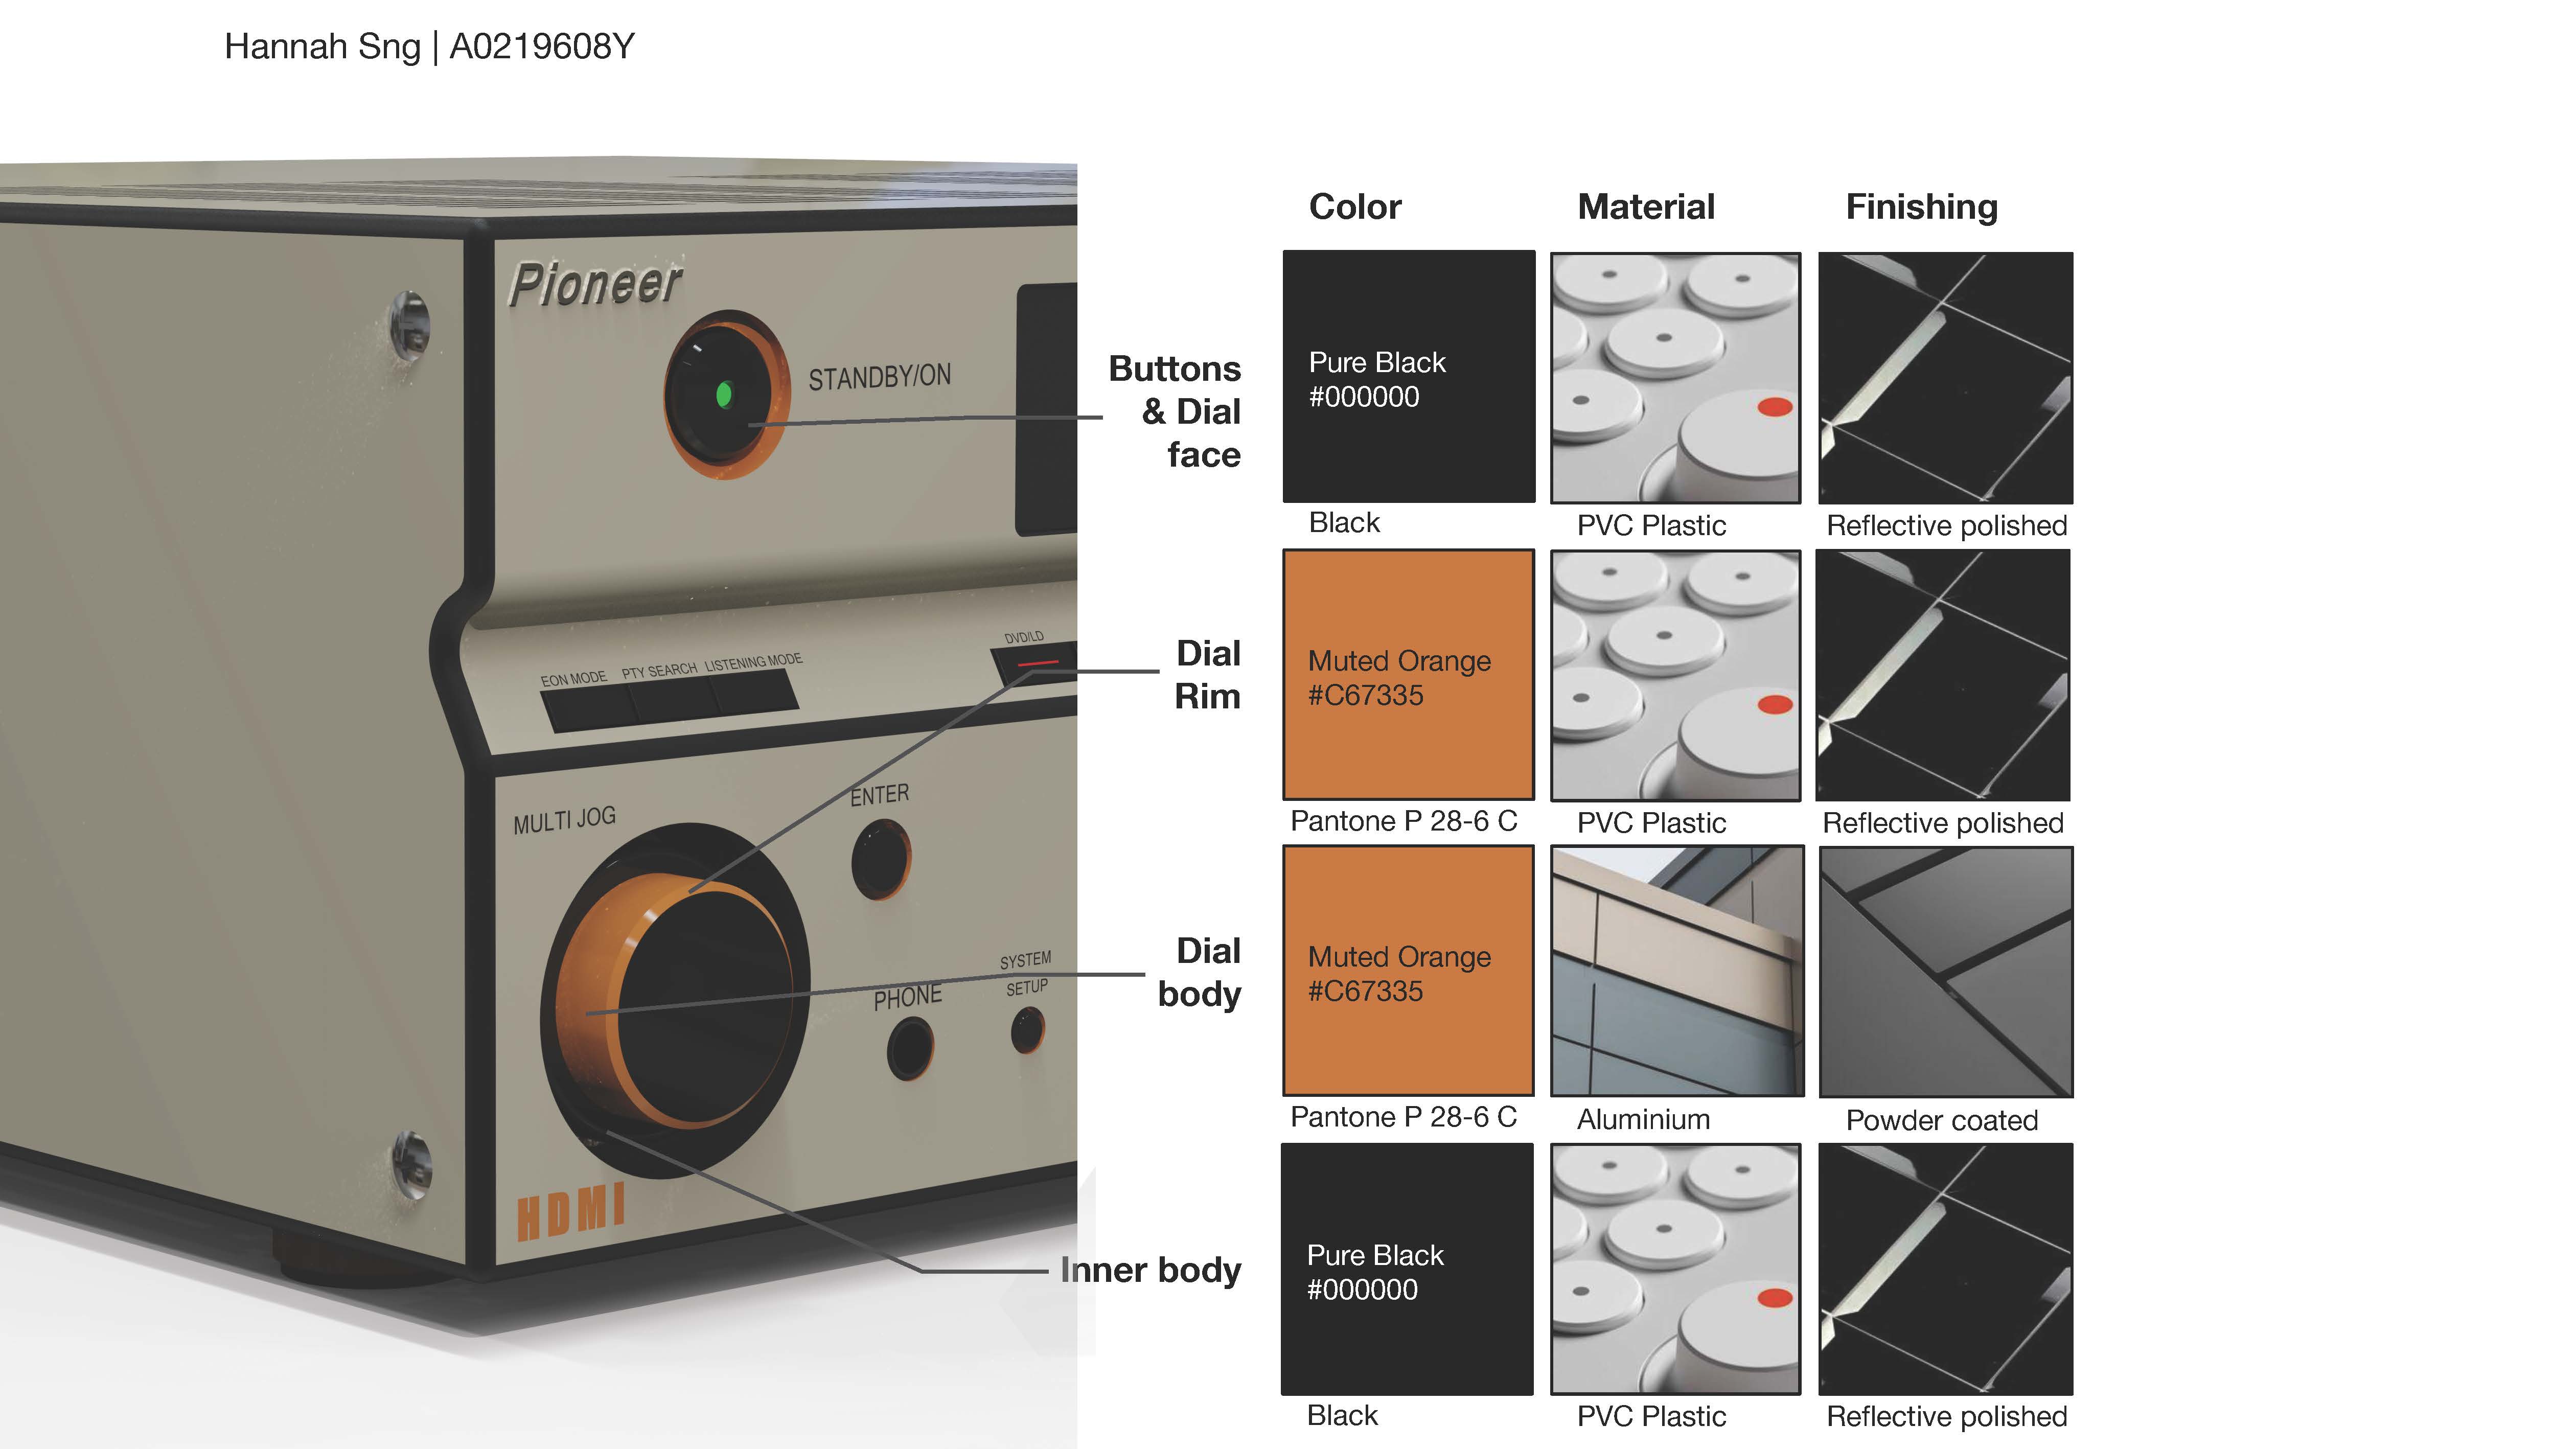 Hannah Sng | A0219608Y
Color Material Finishing
Pioneer
STANDBY/ON
Buttons
& Dial
face
Pure Black
#000000
Black
PVC Plastic
Reflective polished
DVD/LD
EON MODE PTY SEARCH LISTENING MODE
Dial
Rim
Muted Orange
#C67335
Pantone P 28-6 C
PVC Plastic
Reflective polished
MULTI JOG
ENTER
PHONE
SYSTEM
SETUP
Dial
body
Muted Orange
#C67335
Pantone P 28-6 C
Aluminium
Powder coated
HDMI
Inner body
Pure Black
#000000
Black
PVC Plastic
Reflective polished